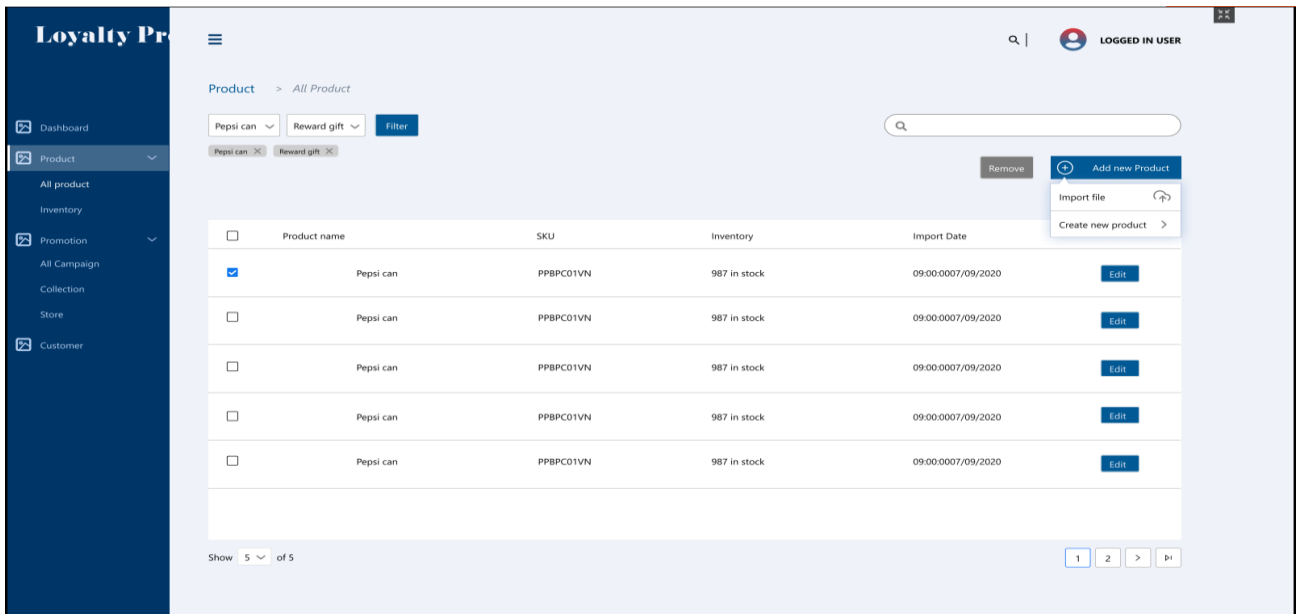 Loyalty Pr
LOGGED IN USER
Product > All Product
Dashboard
Product
All product
Inventory
Promotion
All Campaign
Collection
Store
Customer
Pepsi can
Reward gift
Filter
Pepsi can
Reward gift
Remove
Add new Product
Import file
Create new product
Product name SKU Inventory Import Date
Pepsi can PPBPC01VN 987 in stock 09:00:0007/09/2020 Edit
Pepsi can PPBPC01VN 987 in stock 09:00:0007/09/2020 Edit
Pepsi can PPBPC01VN 987 in stock 09:00:0007/09/2020 Edit
Pepsi can PPBPC01VN 987 in stock 09:00:0007/09/2020 Edit
Pepsi can PPBPC01VN 987 in stock 09:00:0007/09/2020 Edit
Show 5 of 5
1 2 >